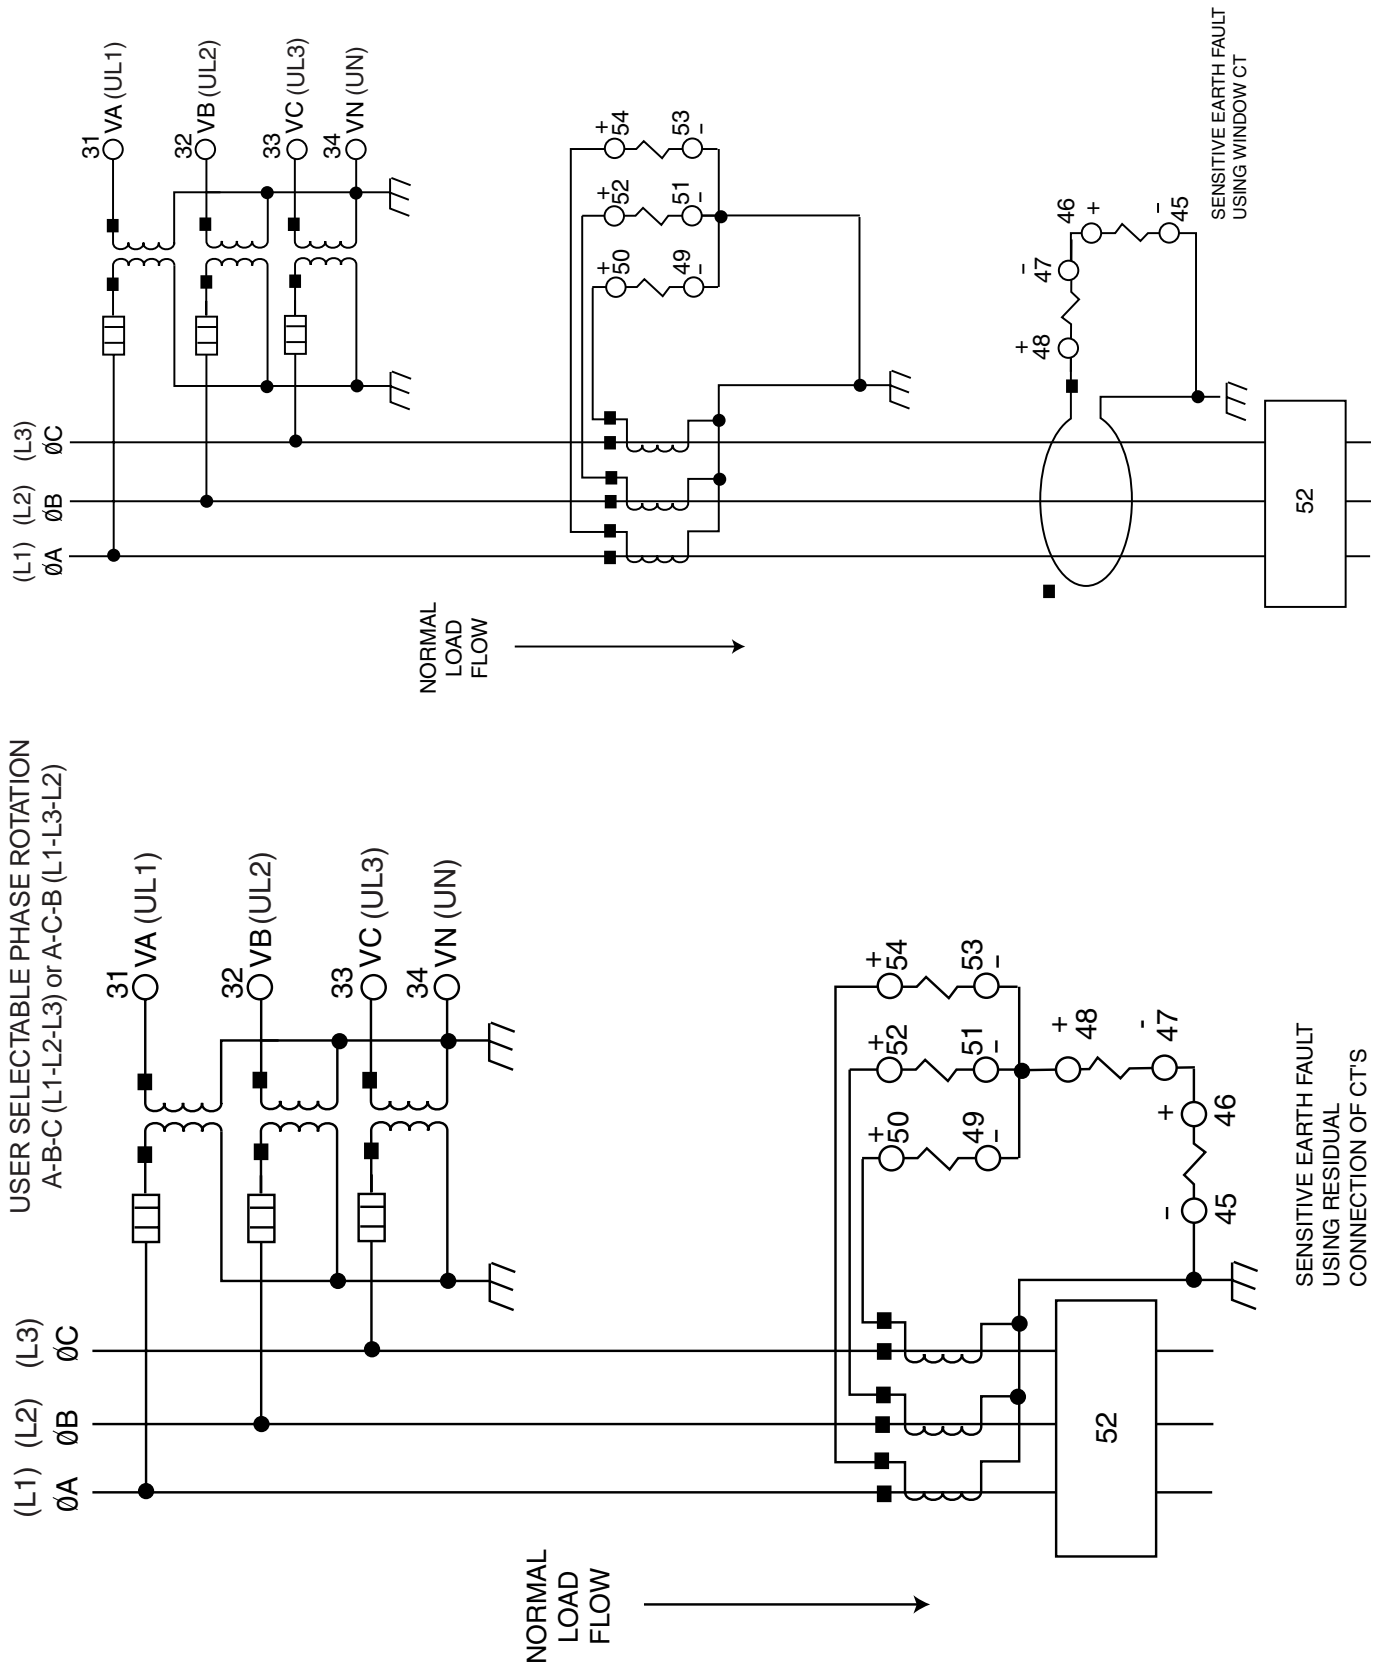 USER SELECTABLE PHASE ROTATION
A-B-C (L1-L2-L3) or A-C-B (L1-L3-L2)
(L1) (L2) (L3)
ØA ØB ØC
31 VA (UL1)
32 VB (UL2)
33 VC (UL3)
34 VN (UN)
NORMAL
LOAD
FLOW
+ + +
50 52 54
49 51 53
- - -
+
48
-
47
+
46
-
45
52
SENSITIVE EARTH FAULT
USING RESIDUAL
CONNECTION OF CT'S
(L1) (L2) (L3)
ØA ØB ØC
31 VA (UL1)
32 VB (UL2)
33 VC (UL3)
34 VN (UN)
NORMAL
LOAD
FLOW
+ + +
50 52 54
49 51 53
- - -
+ -
48 47
46
+
-
45
52
SENSITIVE EARTH FAULT
USING WINDOW CT